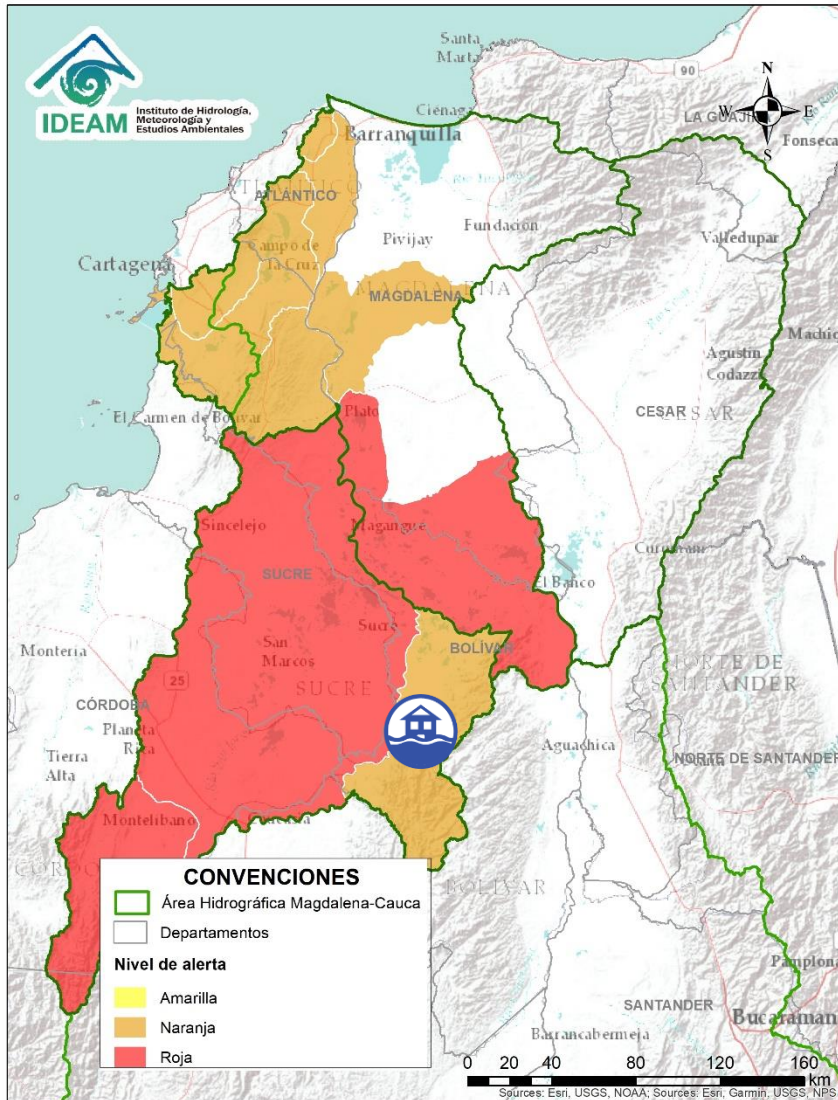 IDEAM
Instituto de Hidrología,
Meteorología y
Estudios Ambientales
Santa
Marta
90
N
W
E
S
LA GUAJIRA
Fonseca
Ciénaga
Barranquilla
ATLÁNTICO
Pivijay
Fundación
Valledupar
Cartagena
Campo de
la Cruz
MAGDALENA
MAGDALENA
Agustín
Codazzi
El Carmen de Bolívar
Plato
CESAR
CESAR
Sincelejo
Magangué
Curumaní
SUCRE
El Banco
Montería
Sucre
San
Marcos
BOLÍVAR
25
SUCRE
NORTE DE
SANTANDER
CÓRDOBA
Planeta
Rica
Tierra
Alta
Aguachica
NORTE DE SANTANDER
Montelíbano
BOLÍVAR
CONVENCIONES
Área Hidrográfica Magdalena-Cauca
Departamentos
Nivel de alerta
Amarilla
Naranja
Roja
Pamplona
SANTANDER
Bucaraman
Barrancabermeja
0 20 40 80 120 160
km
Sources: Esri, USGS, NOAA; Sources: Esri, Garmin, USGS, NPS